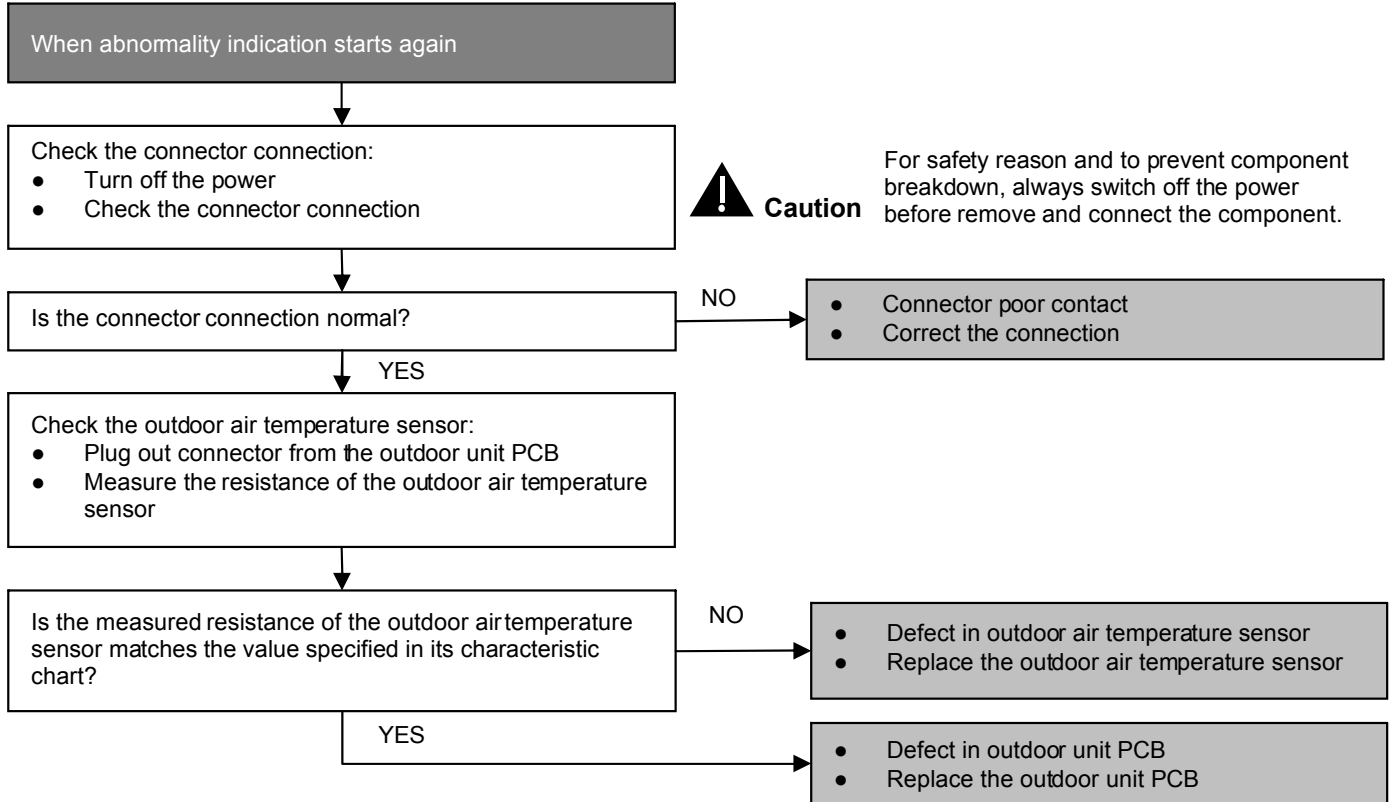 When abnormality indication starts again
Check the connector connection:
● Turn off the power
● Check the connector connection
Caution
For safety reason and to prevent component
breakdown, always switch off the power
before remove and connect the component.
Is the connector connection normal?
NO
● Connector poor contact
● Correct the connection
YES
Check the outdoor air temperature sensor:
● Plug out connector from the outdoor unit PCB
● Measure the resistance of the outdoor air temperature
sensor
Is the measured resistance of the outdoor air temperature
sensor matches the value specified in its characteristic
chart?
NO
● Defect in outdoor air temperature sensor
● Replace the outdoor air temperature sensor
YES
● Defect in outdoor unit PCB
● Replace the outdoor unit PCB